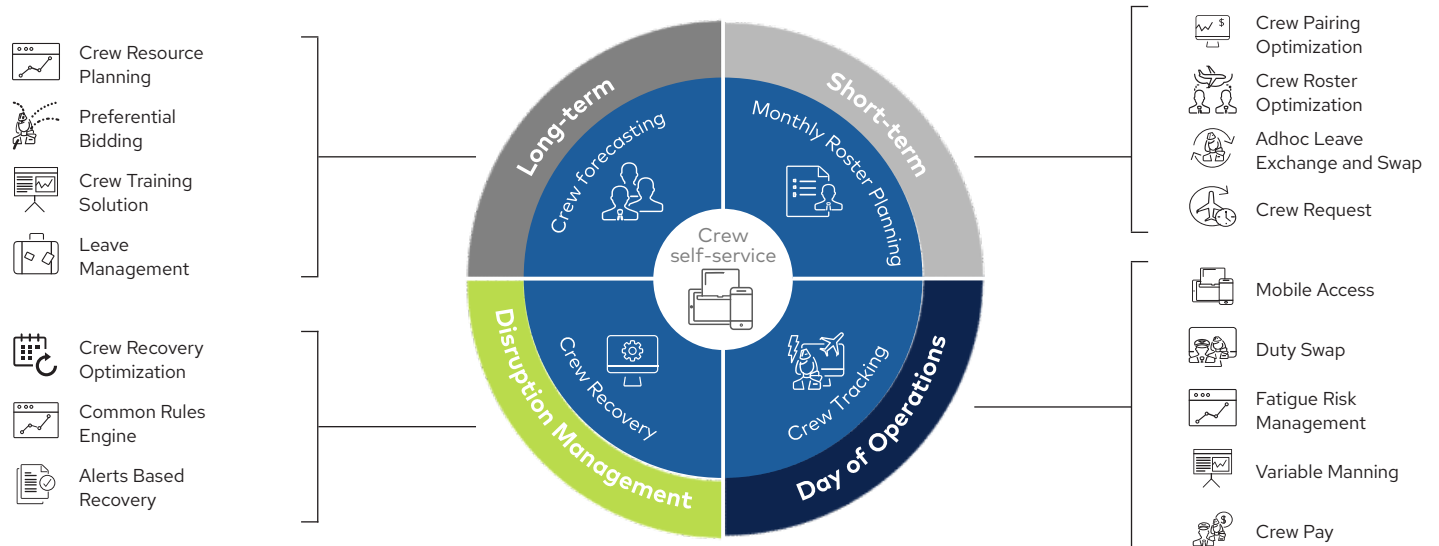 Crew Resource
Planning
Preferential
Bidding
Crew Training
Solution
Leave
Management
Crew Recovery
Optimization
Common Rules
Engine
Alerts Based
Recovery
Long-term
Crew forecasting
Short-term
Monthly Roster Planning
Crew
self-service
Disruption Management
Crew Recovery
Day of Operations
Crew Tracking
Crew Pairing
Optimization
Crew Roster
Optimization
Adhoc Leave
Exchange and Swap
Crew Request
Mobile Access
Duty Swap
Fatigue Risk
Management
Variable Manning
Crew Pay
$
$